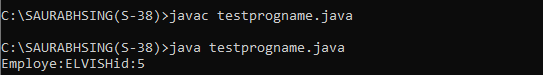 C:\SAURABHSING(S-38)>javac testprogname.java
C:\SAURABHSING(S-38)>java testprogname.java
Employe:ELVISHid:5